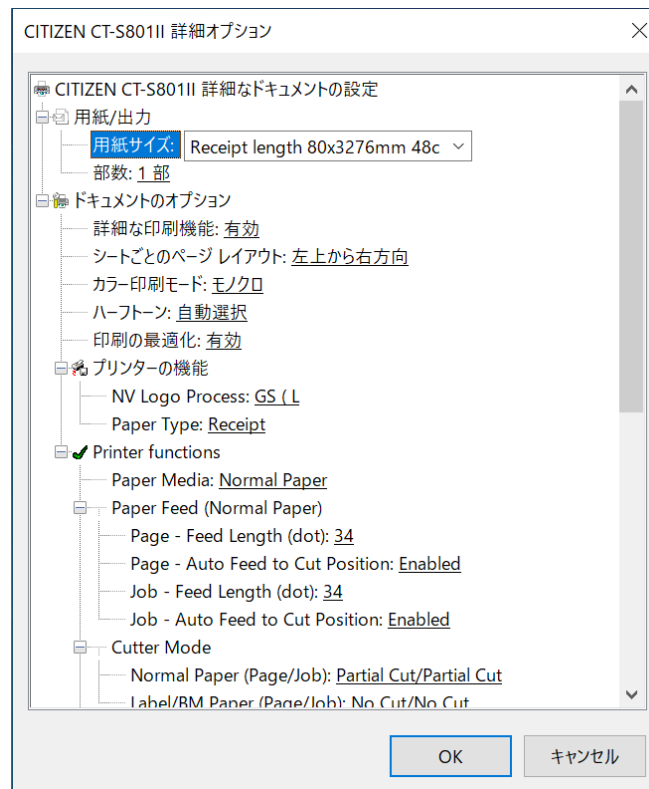 CITIZEN CT-S801II 詳細オプション
CITIZEN CT-S801II 詳細なドキュメントの設定
用紙/出力
用紙サイズ: Receipt length 80x3276mm 48c
部数: 1 部
ドキュメントのオプション
詳細な印刷機能: 有効
シートごとのページ レイアウト: 左上から右方向
カラー印刷モード: モノクロ
ハーフトーン: 自動選択
印刷の最適化: 有効
プリンターの機能
NV Logo Process: GS ( L
Paper Type: Receipt
Printer functions
Paper Media: Normal Paper
Paper Feed (Normal Paper)
Page - Feed Length (dot): 34
Page - Auto Feed to Cut Position: Enabled
Job - Feed Length (dot): 34
Job - Auto Feed to Cut Position: Enabled
Cutter Mode
Normal Paper (Page/Job): Partial Cut/Partial Cut
Label/BM Paper (Page/Job): No Cut/No Cut
OK
キャンセル